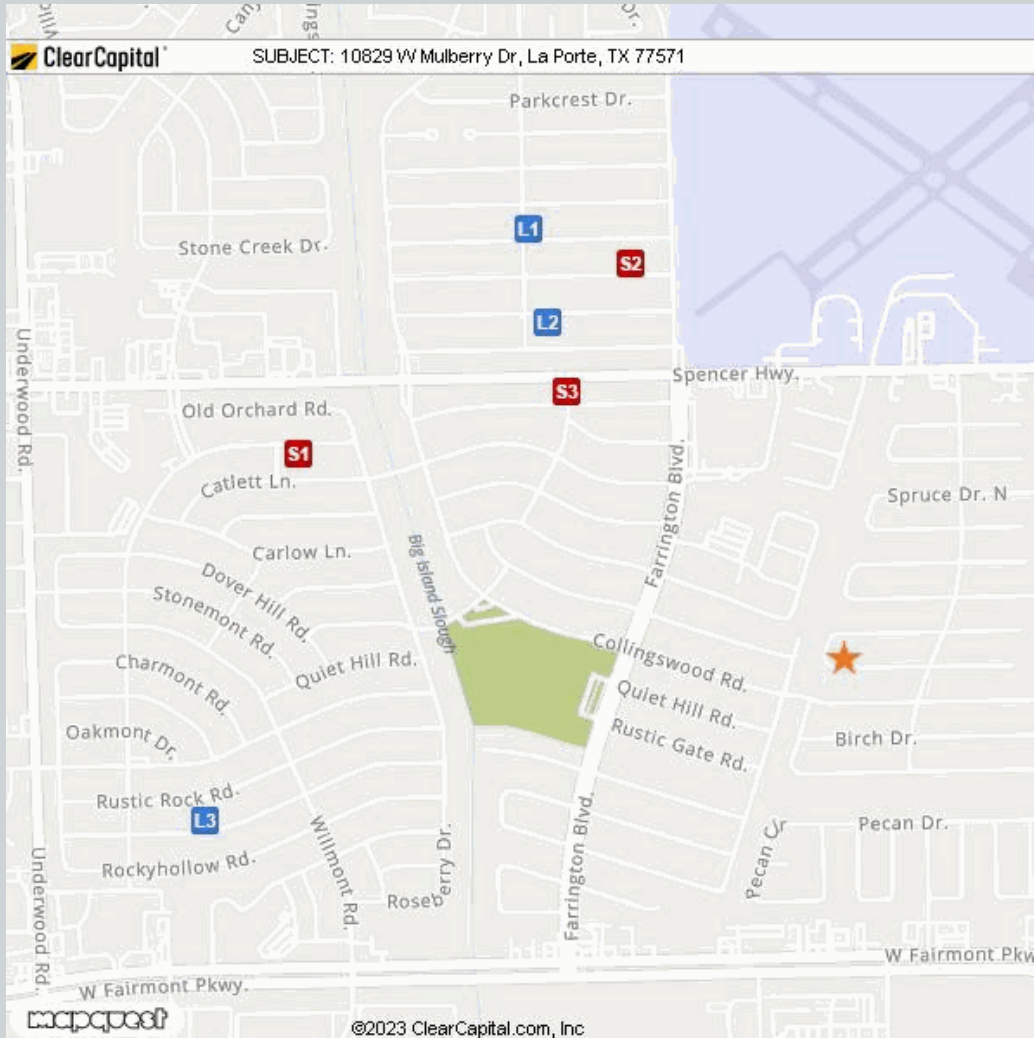 ClearCapital SUBJECT: 10829 W Mulberry Dr, La Porte, TX 77571
Parkcrest Dr.
L1
Stone Creek Dr.
S2
L2
Underwood Rd.
Spencer Hwy.
S3
Old Orchard Rd.
S1
Catlett Ln.
Farrington Blvd.
Spruce Dr. N
Big Island Slough
Carlow Ln.
Dover Hill Rd.
Stonemont Rd.
Collingswood Rd.
Quiet Hill Rd.
Charmont Rd.
Quiet Hill Rd.
Rustic Gate Rd.
Oakmont Dr.
Birch Dr.
Rustic Rock Rd.
L3
Willmont Rd.
Farrington Blvd.
Pecan Cir
Pecan Dr.
Underwood Rd.
Rockyhollow Rd.
Roseberry Dr.
W Fairmont Pkw
W Fairmont Pkwy.
mapquest
©2023 ClearCapital.com, Inc